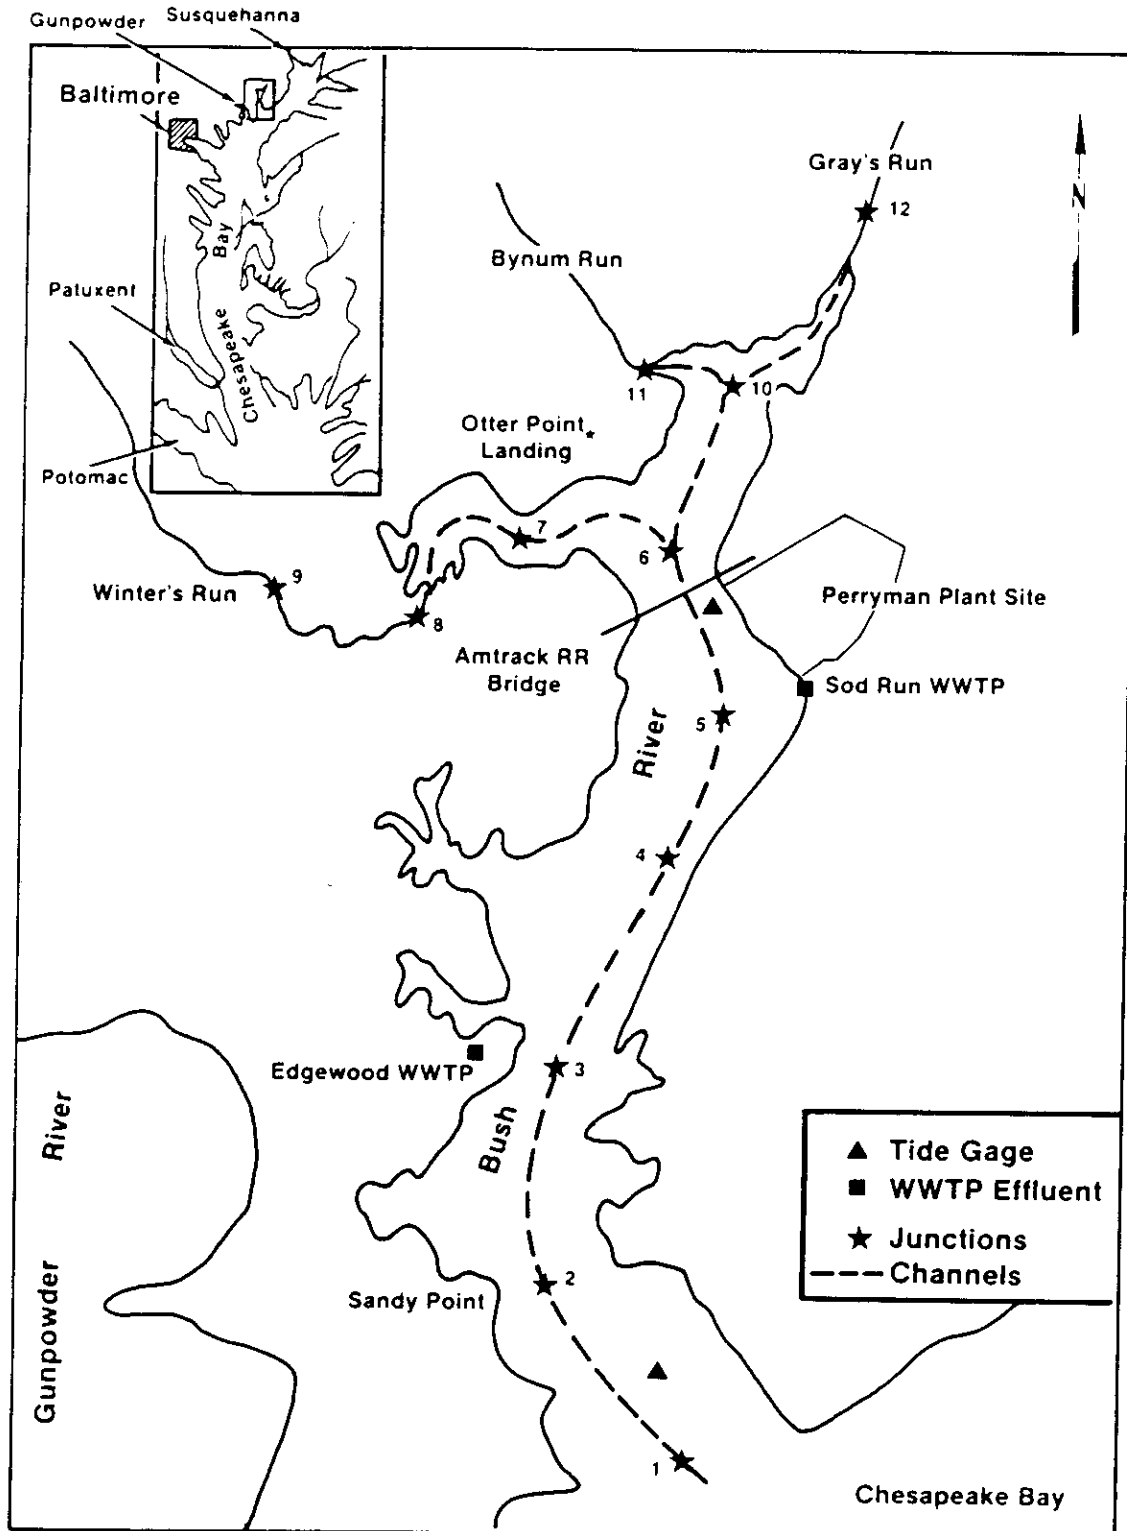 Gunpowder
Susquehanna
Baltimore
Bay
Chesapeake
Patuxent
Potomac
N
Gray's Run
12
Bynum Run
11
10
Otter Point
Landing
7
6
9
Winter's Run
8
Perryman Plant Site
Amtrack RR
Bridge
Sod Run WWTP
5
River
4
Edgewood WWTP
3
Bush
River
Gunpowder
2
Sandy Point
1
Chesapeake Bay
Tide Gage
WWTP Effluent
Junctions
Channels